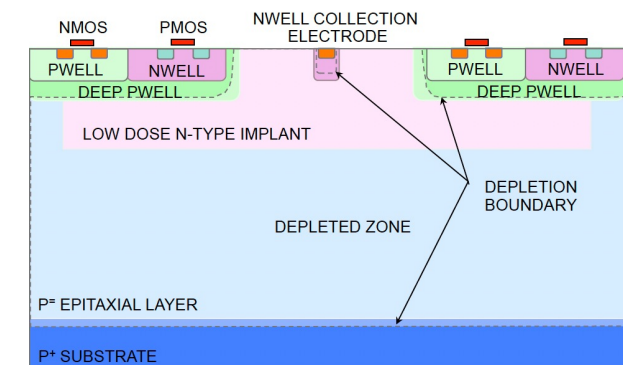 NMOS
PMOS
NWELL COLLECTION
ELECTRODE
PWELL
NWELL
PWELL
NWELL
DEEP PWELL
DEEP PWELL
LOW DOSE N-TYPE IMPLANT
DEPLETION
BOUNDARY
DEPLETED ZONE
P⁼ EPITAXIAL LAYER
P⁺ SUBSTRATE